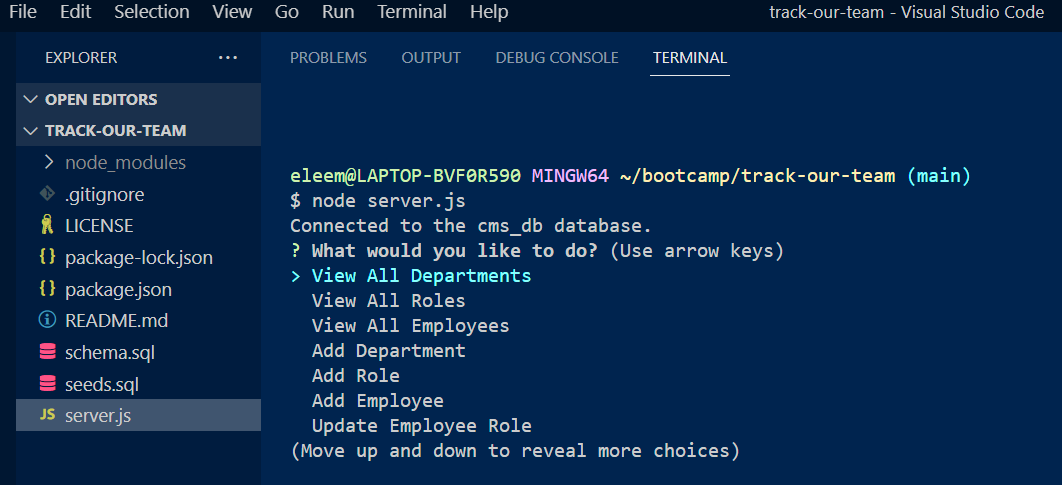 File Edit Selection View Go Run Terminal Help track-our-team - Visual Studio Code
EXPLORER ...
OPEN EDITORS
TRACK-OUR-TEAM
node_modules
.gitignore
LICENSE
package-lock.json
package.json
README.md
schema.sql
seeds.sql
JS server.js
PROBLEMS OUTPUT DEBUG CONSOLE TERMINAL
eleem@LAPTOP-BVF0R590 MINGW64 ~/bootcamp/track-our-team (main)
$ node server.js
Connected to the cms_db database.
? What would you like to do? (Use arrow keys)
> View All Departments
View All Roles
View All Employees
Add Department
Add Role
Add Employee
Update Employee Role
(Move up and down to reveal more choices)